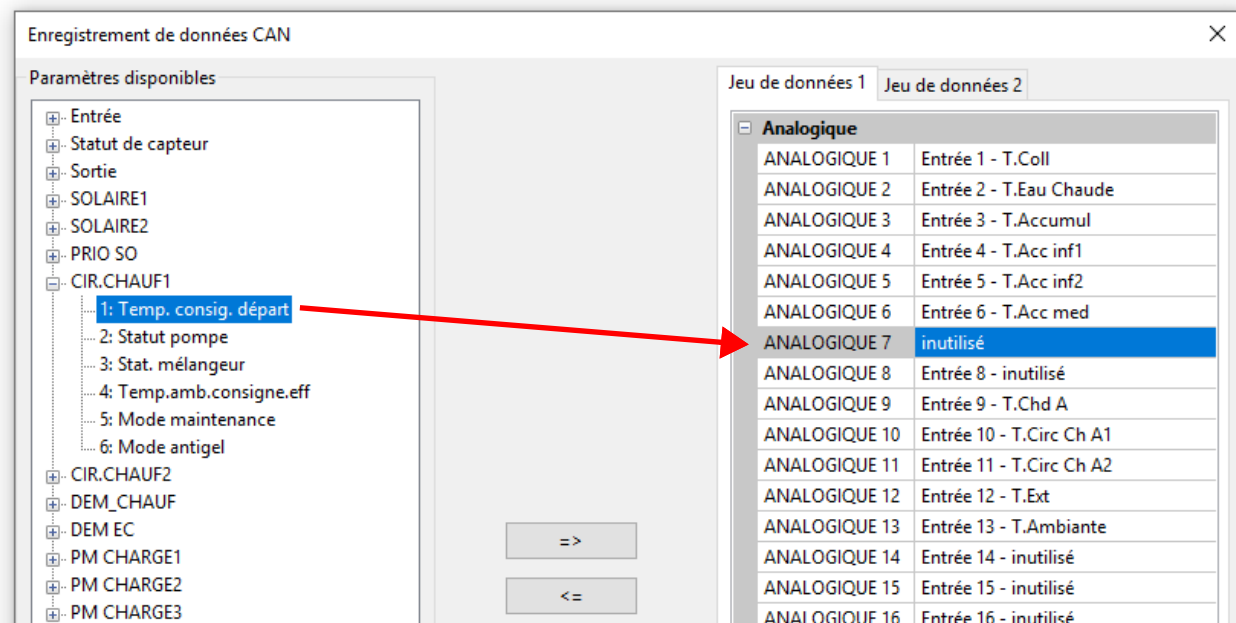 Enregistrement de données CAN
Paramètres disponibles
Entrée
Statut de capteur
Sortie
SOLAIRE1
SOLAIRE2
PRIO SO
CIR.CHAUF1
1: Temp. consig. départ
2: Statut pompe
3: Stat. mélangeur
4: Temp.amb.consigne.eff
5: Mode maintenance
6: Mode antigel
CIR.CHAUF2
DEM_CHAUF
DEM EC
PM CHARGE1
PM CHARGE2
PM CHARGE3
=>
<=
Jeu de données 1 Jeu de données 2
Analogique
ANALOGIQUE 1 Entrée 1 - T.Coll
ANALOGIQUE 2 Entrée 2 - T.Eau Chaude
ANALOGIQUE 3 Entrée 3 - T.Accumul
ANALOGIQUE 4 Entrée 4 - T.Acc inf1
ANALOGIQUE 5 Entrée 5 - T.Acc inf2
ANALOGIQUE 6 Entrée 6 - T.Acc med
ANALOGIQUE 7 inutilisé
ANALOGIQUE 8 Entrée 8 - inutilisé
ANALOGIQUE 9 Entrée 9 - T.Chd A
ANALOGIQUE 10 Entrée 10 - T.Circ Ch A1
ANALOGIQUE 11 Entrée 11 - T.Circ Ch A2
ANALOGIQUE 12 Entrée 12 - T.Ext
ANALOGIQUE 13 Entrée 13 - T.Ambiante
ANALOGIQUE 14 Entrée 14 - inutilisé
ANALOGIQUE 15 Entrée 15 - inutilisé
ANALOGIQUE 16 Entrée 16 - inutilisé